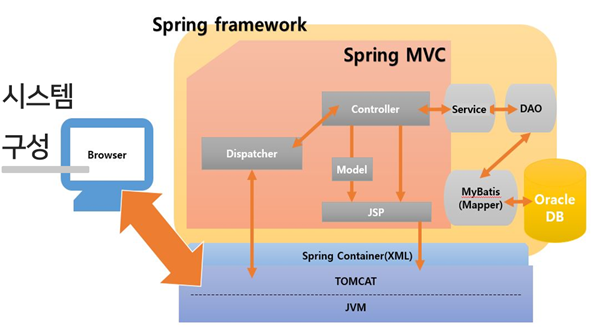 Spring framework
Spring MVC
시스템
구성
Browser
Controller
Service
DAO
Dispatcher
Model
MyBatis
(Mapper)
Oracle
DB
JSP
Spring Container(XML)
TOMCAT
JVM